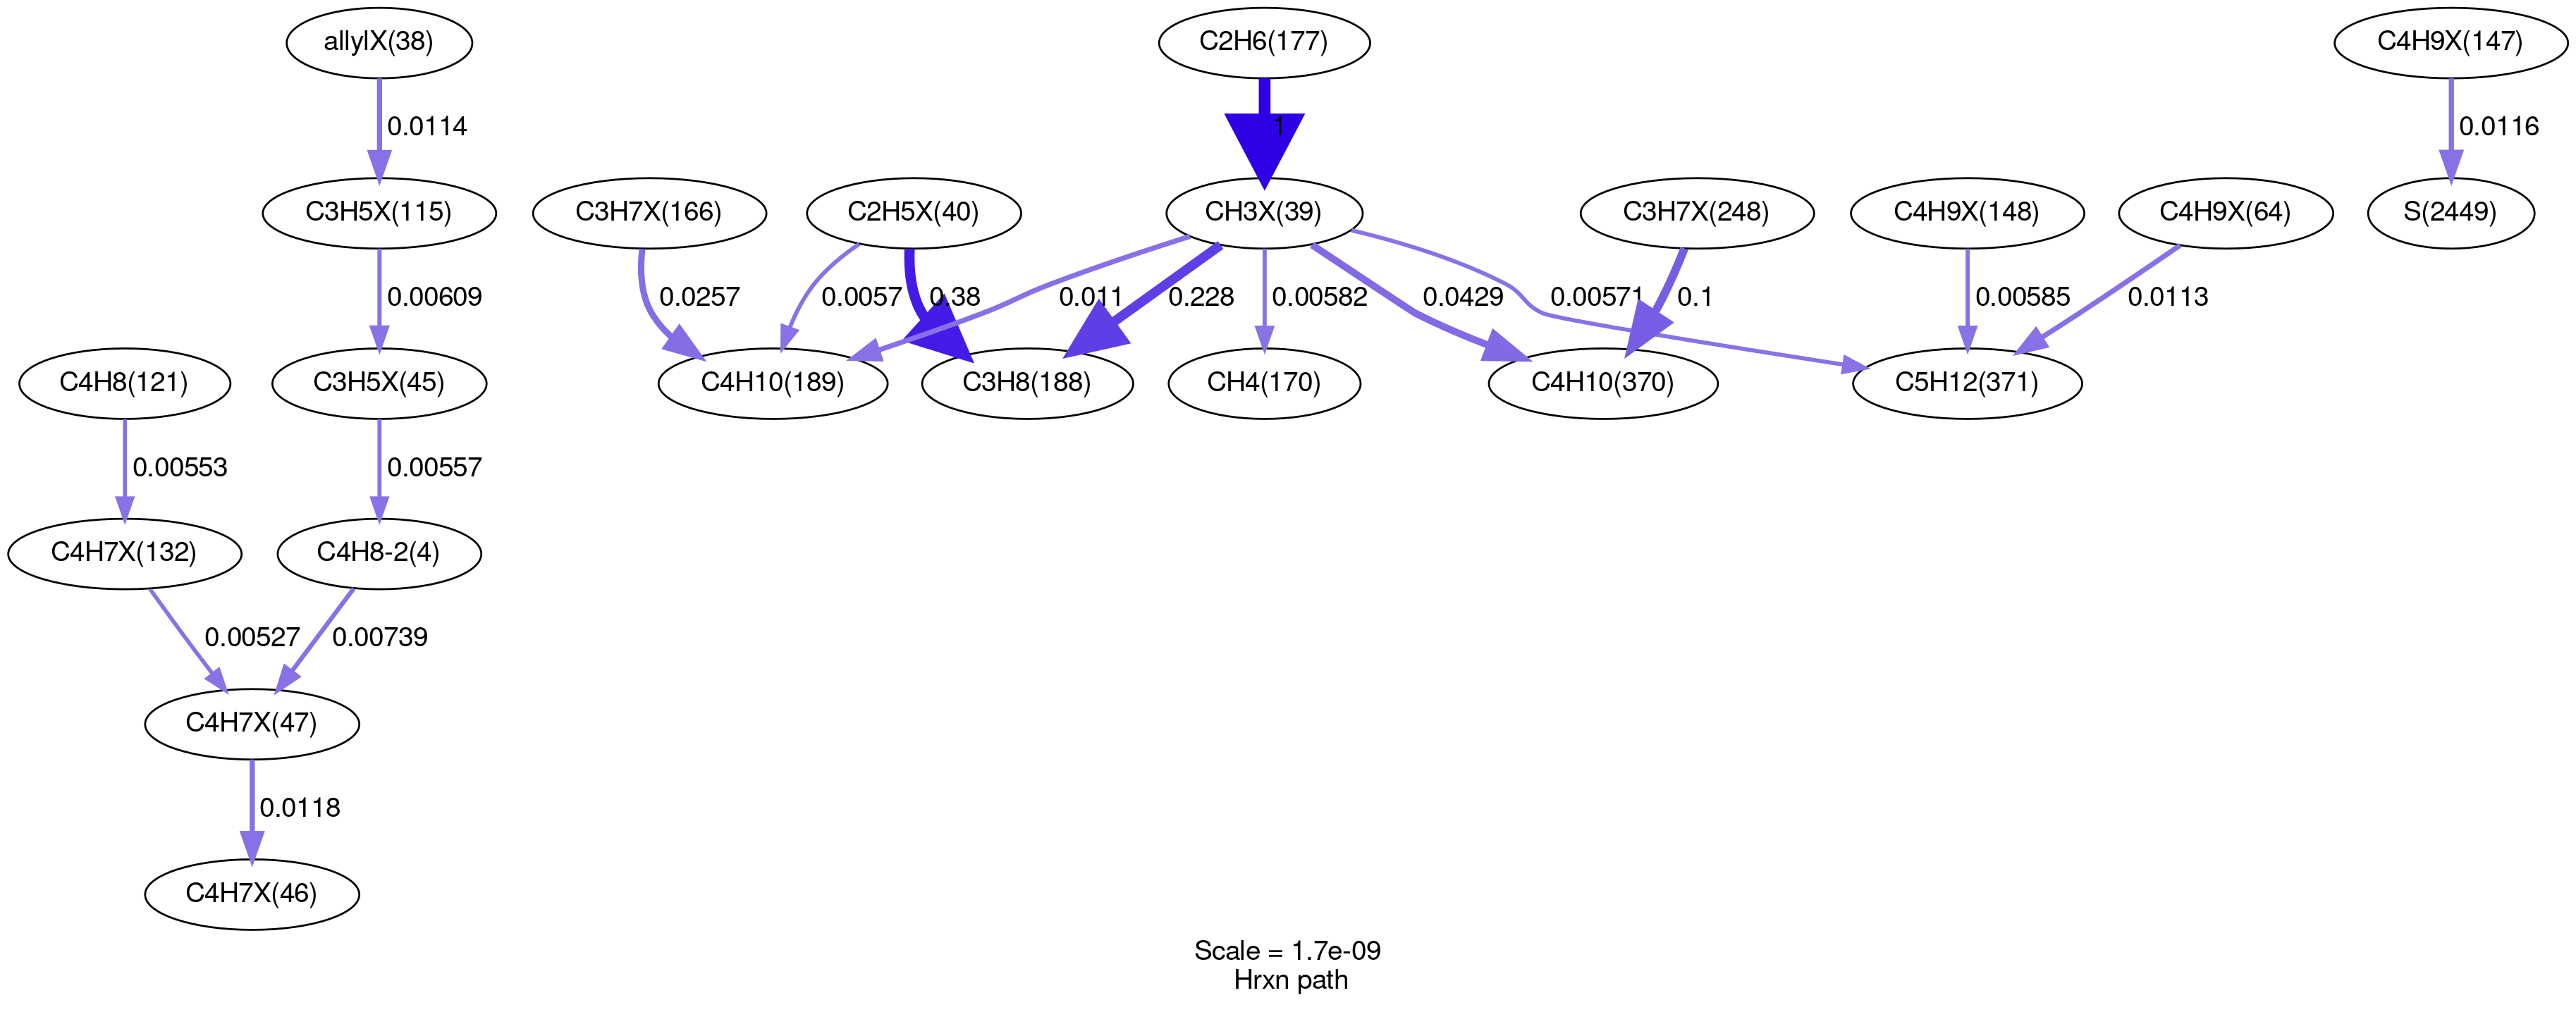 allylX(38)
C2H6(177)
C4H9X(147)
0.0114
1
0.0116
C3H5X(115)
C3H7X(166)
C2H5X(40)
CH3X(39)
C3H7X(248)
C4H9X(148)
C4H9X(64)
S(2449)
0.00609
0.0257
0.0057
0.38
0.011
0.228
0.00582
0.0429
0.00571
0.1
0.00585
0.0113
C4H8(121)
C3H5X(45)
C4H10(189)
C3H8(188)
CH4(170)
C4H10(370)
C5H12(371)
0.00553
0.00557
C4H7X(132)
C4H8-2(4)
0.00527
0.00739
C4H7X(47)
0.0118
C4H7X(46)
Scale = 1.7e-09
Hrxn path